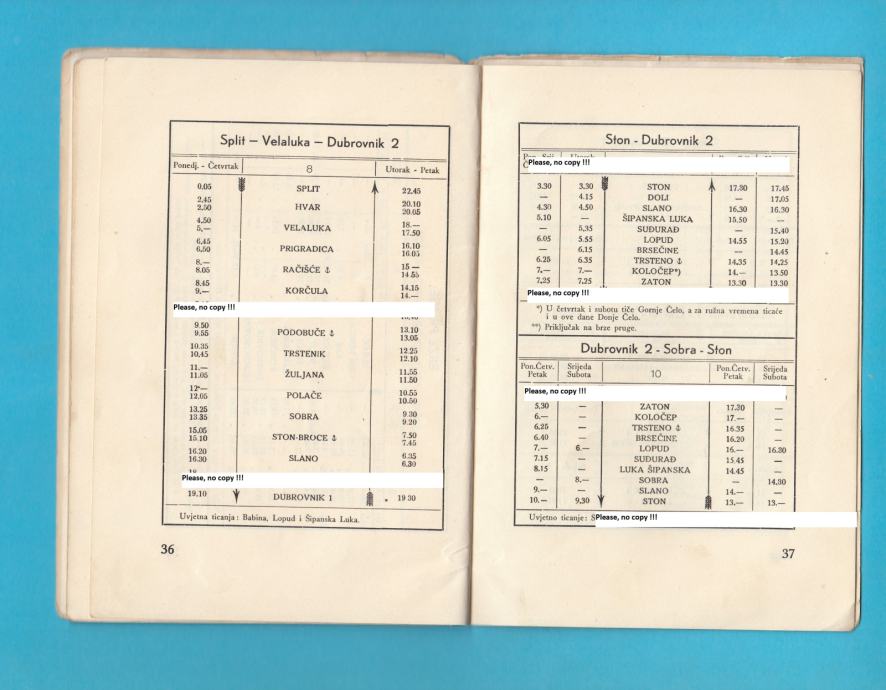 Split – Velaluka – Dubrovnik 2
Ponedj. - Četvrtak 8 Utorak - Petak
0.05 SPLIT 22.45
2.45 HVAR 20.10
2.50 20.05
4.50 VELALUKA 18.—
5,— 17.50
6.45 PRIGRADICA 16.10
6,50 16.05
8.— RAČIŠĆE ⚓ 15 —
8.05 14.55
8.45 KORČULA 14.15
9.— 14.—
Please, no copy !!!
9.50 PODOBUČE ⚓ 13.10
9.55 13.05
10.35 TRSTENIK 12.25
10,45 12.10
11.— ŽULJANA 11.55
11.05 11.50
12— POLAČE 10.55
12,05 10.50
13.25 SOBRA 9.30
13.35 9.20
15.05 STON-BROCE ⚓ 7.50
15.10 7.45
16.20 SLANO 6.35
16.30 6,30
Please, no copy !!!
19.10 DUBROVNIK 1 19 30
Uvjetna ticanja: Babina, Lopud i Šipanska Luka.
36
Ston - Dubrovnik 2
Please, no copy !!!
3.30 3,30 STON 17.30 17.45
— 4.15 DOLI — 17.05
4.30 4.50 SLANO 16.30 16.30
5.10 — ŠIPANSKA LUKA 15.50 —
— 5,35 SUĐURAĐ — 15.40
6.05 5.55 LOPUD 14.55 15.20
— 6.15 BRSEČINE — 14.45
6.25 6.35 TRSTENO ⚓ 14.35 14.25
7.— 7.— KOLOČEP*) 14.— 13.50
7.25 7.25 ZATON 13.30 13.30
Please, no copy !!!
*) U četvrtak i subotu tiče Gornje Čelo, a za ružna vremena ticaće
i u ove dane Donje Čelo.
**) Priključak na brze pruge.
Dubrovnik 2 - Sobra - Ston
Pon.Četv. Petak Srijeda Subota 10 Pon.Četv. Petak Srijeda Subota
Please, no copy !!!
5,30 — ZATON 17.30 —
6.— — KOLOČEP 17.— —
6.25 — TRSTENO ⚓ 16.35 —
6.40 — BRSEČINE 16.20 —
7.— 6.— LOPUD 16.— 16.30
7.15 — SUĐURAĐ 15.45 —
8.15 — LUKA ŠIPANSKA 14.45 —
— 8.— SOBRA — 14.30
9.— — SLANO 14.— —
10.— 9,30 STON 13.— 13.—
Uvjetno ticanje: S
Please, no copy !!!
37